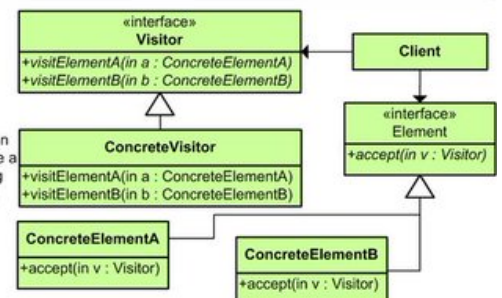 «interface»
Visitor
+visitElementA(in a : ConcreteElementA)
+visitElementB(in b : ConcreteElementB)
Client
«interface»
Element
+accept(in v : Visitor)
ConcreteVisitor
+visitElementA(in a : ConcreteElementA)
+visitElementB(in b : ConcreteElementB)
ConcreteElementA
+accept(in v : Visitor)
ConcreteElementB
+accept(in v : Visitor)